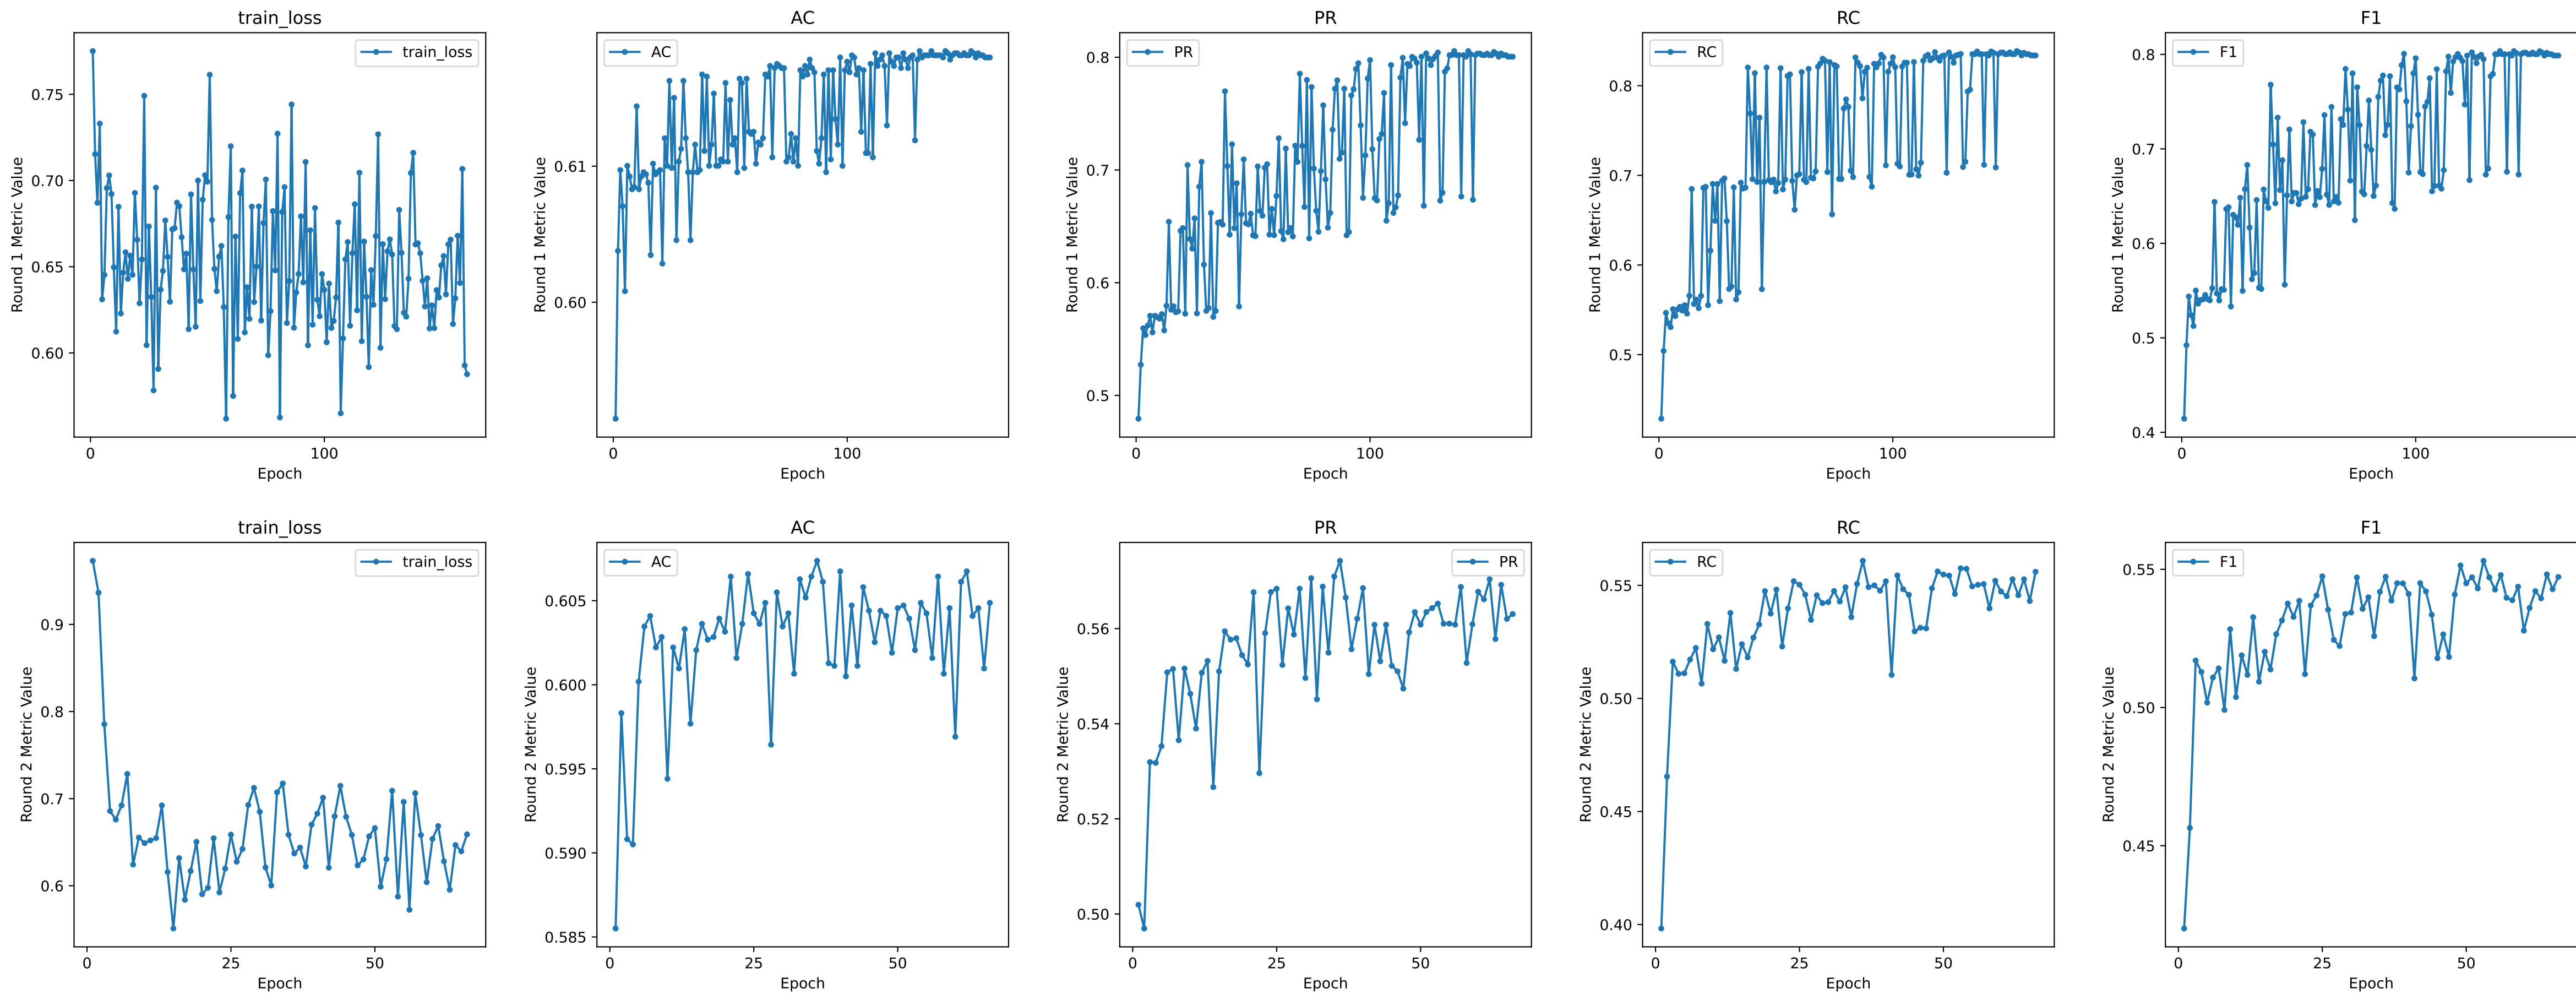 train_loss
AC
PR
RC
F1
Round 1 Metric Value
0.75
0.70
0.65
0.60
train_loss
0
100
Epoch
Round 1 Metric Value
0.61
0.60
AC
0
100
Epoch
Round 1 Metric Value
0.8
0.7
0.6
0.5
PR
0
100
Epoch
Round 1 Metric Value
0.8
0.7
0.6
0.5
RC
0
100
Epoch
Round 1 Metric Value
0.8
0.7
0.6
0.5
0.4
F1
0
100
Epoch
train_loss
AC
PR
RC
F1
Round 2 Metric Value
0.9
0.8
0.7
0.6
train_loss
0
25
50
Epoch
Round 2 Metric Value
0.605
0.600
0.595
0.590
0.585
AC
0
25
50
Epoch
Round 2 Metric Value
0.56
0.54
0.52
0.50
PR
0
25
50
Epoch
Round 2 Metric Value
0.55
0.50
0.45
0.40
RC
0
25
50
Epoch
Round 2 Metric Value
0.55
0.50
0.45
F1
0
25
50
Epoch